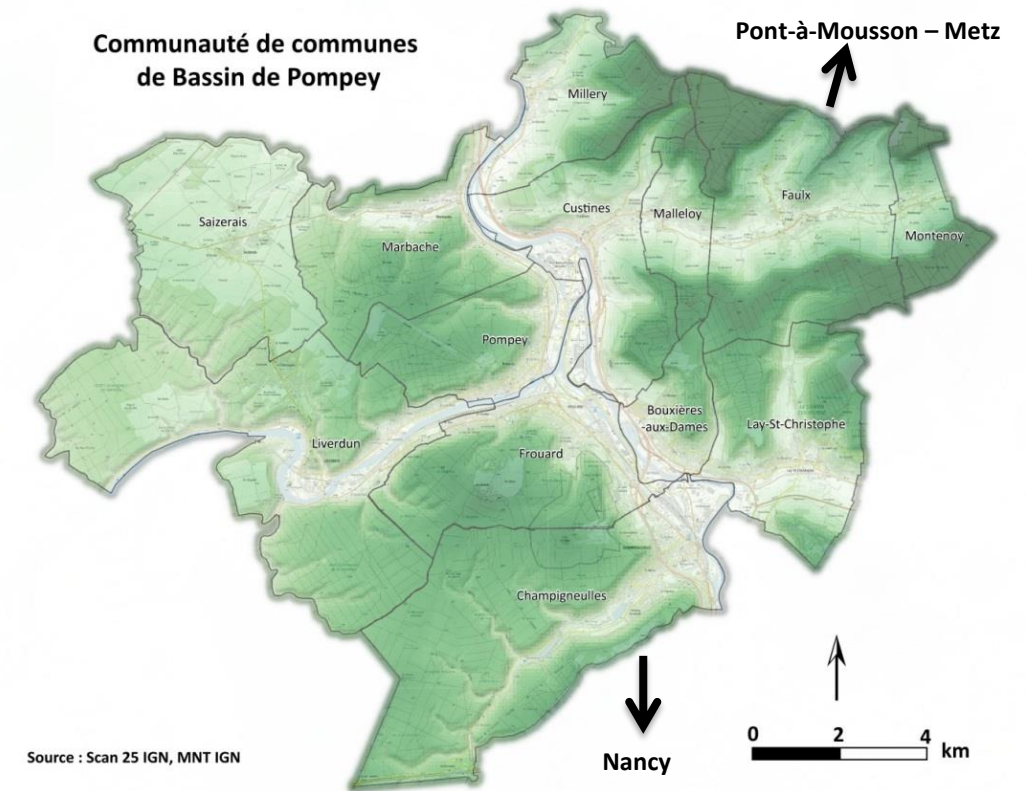 Communauté de communes
de Bassin de Pompey
Pont-à-Mousson – Metz
Millery
Faulx
Custines
Malleloy
Saizerais
Montenoy
Marbache
Pompey
Bouxières
-aux-Dames
Lay-St-Christophe
Liverdun
Frouard
Champigneulles
Nancy
0 2 4
km
Source : Scan 25 IGN, MNT IGN